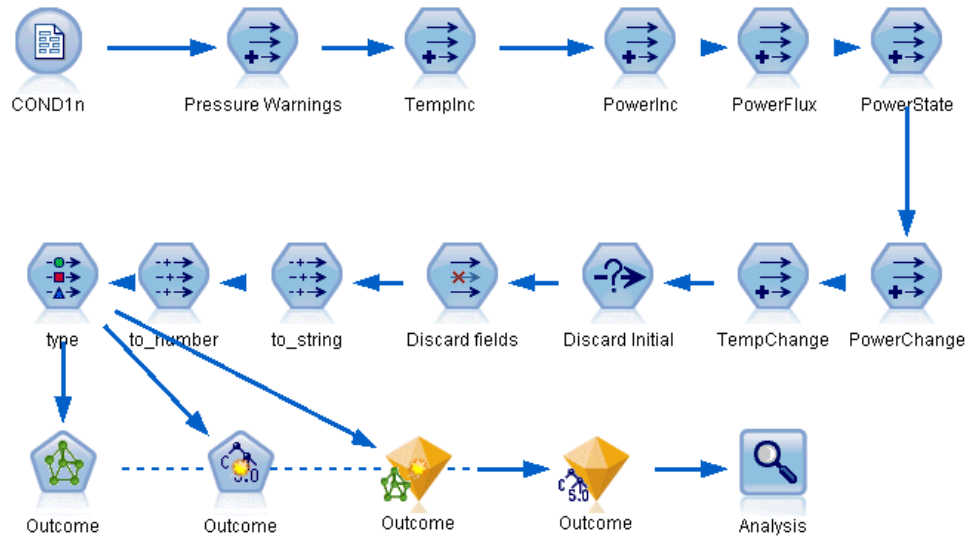 COND1n
Pressure Warnings
TempInc
PowerInc
PowerFlux
PowerState
type
to_number
to_string
Discard fields
Discard Initial
TempChange
PowerChange
C 5.0
C 5.0
Outcome
Outcome
Outcome
Outcome
Analysis